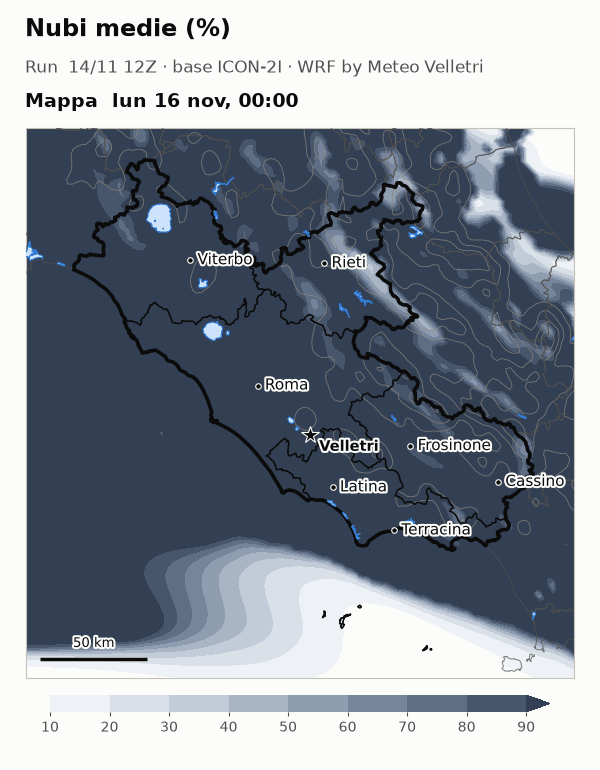 Nubi medie (%)
Run 14/11 12Z · base ICON-2I · WRF by Meteo Velletri
Mappa lun 16 nov, 00:00
Viterbo
Rieti
Roma
Velletri
Frosinone
Cassino
Latina
Terracina
50 km
10 20 30 40 50 60 70 80 90